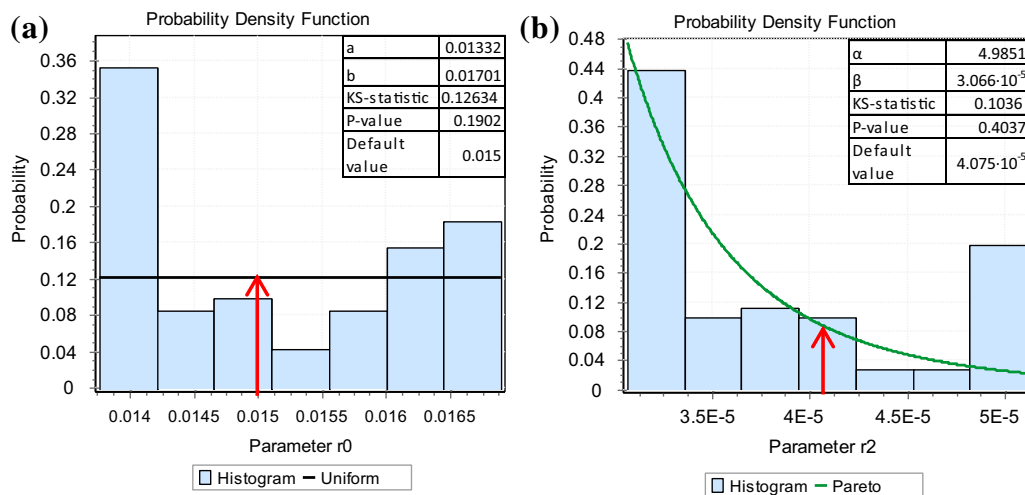 (a)
Probability Density Function
a 0.01332
b 0.01701
KS-statistic 0.12634
P-value 0.1902
Default value 0.015
Probability
0.36
0.32
0.28
0.24
0.2
0.16
0.12
0.08
0.04
0
0.014 0.0145 0.015 0.0155 0.016 0.0165
Parameter r0
Histogram Uniform
(b)
Probability Density Function
α 4.9851
β 3.066·10⁻⁵
KS-statistic 0.1036
P-value 0.4037
Default value 4.075·10⁻⁵
Probability
0.48
0.44
0.4
0.36
0.32
0.28
0.24
0.2
0.16
0.12
0.08
0.04
0
3.5E-5 4E-5 4.5E-5 5E-5
Parameter r2
Histogram Pareto